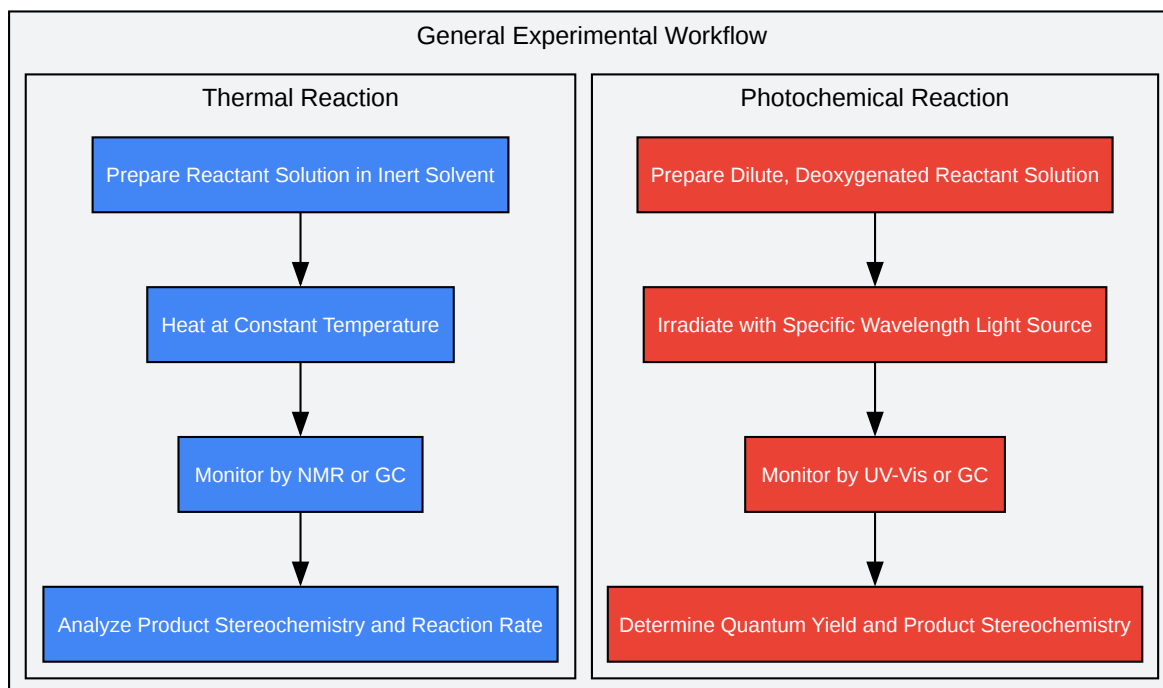 General Experimental Workflow
Thermal Reaction
Prepare Reactant Solution in Inert Solvent
Heat at Constant Temperature
Monitor by NMR or GC
Analyze Product Stereochemistry and Reaction Rate
Photochemical Reaction
Prepare Dilute, Deoxygenated Reactant Solution
Irradiate with Specific Wavelength Light Source
Monitor by UV-Vis or GC
Determine Quantum Yield and Product Stereochemistry